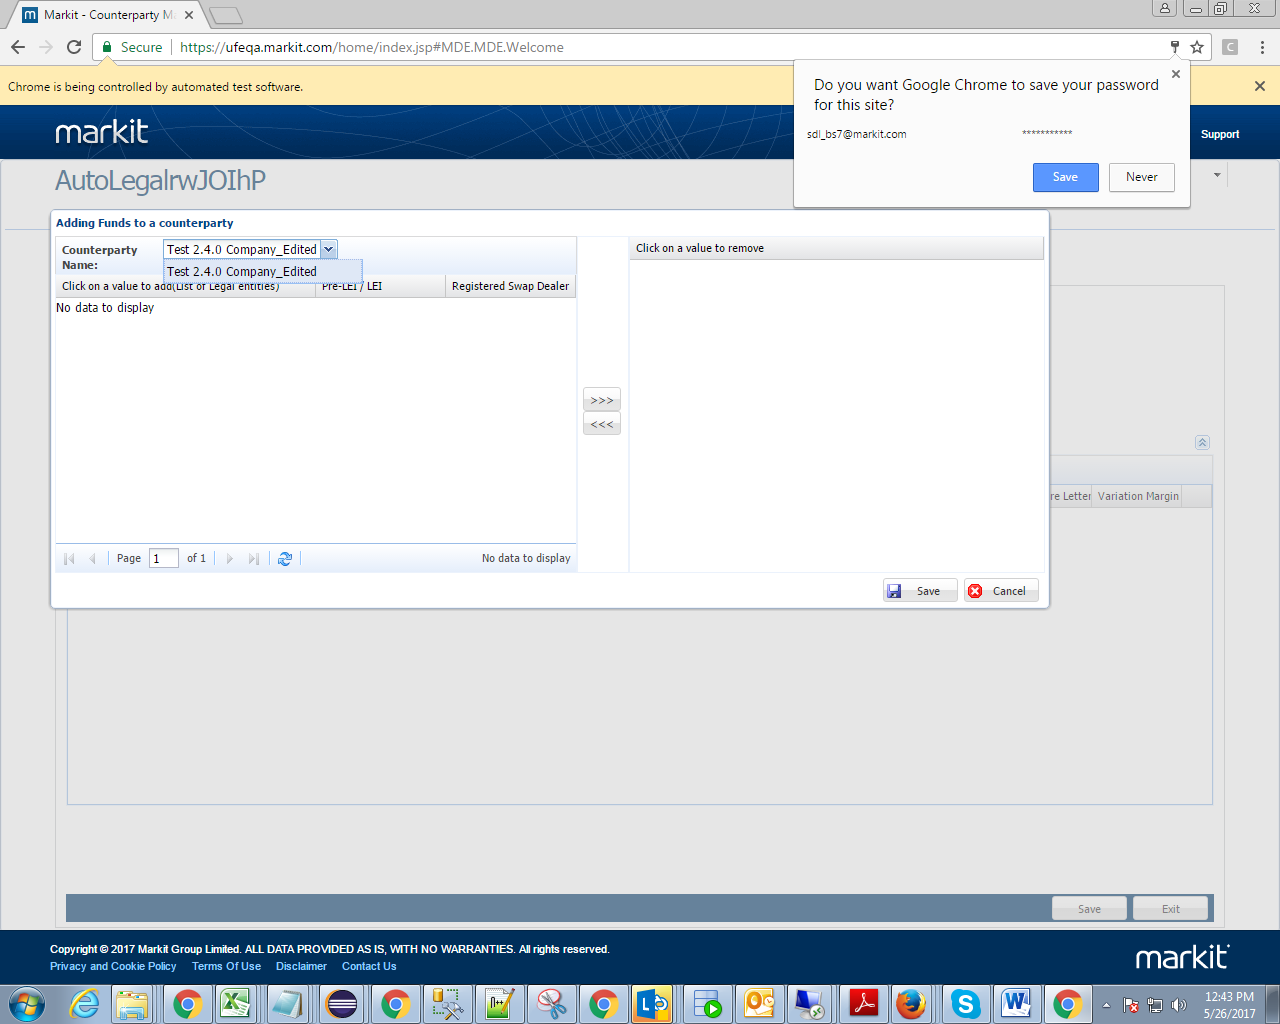 Markit - Counterparty M
Secure
https://ufeqa.markit.com/home/index.jsp#MDE.MDE.Welcome
Chrome is being controlled by automated test software.
Do you want Google Chrome to save your password
for this site?
sdl_bs7@markit.com ***********
Save Never
markit
Support
AutoLegalrwJOIhP
Adding Funds to a counterparty
Counterparty
Name:
Test 2.4.0 Company_Edited
Test 2.4.0 Company_Edited
Click on a value to remove
Click on a value to add(List of Legal entities) Pre-LEI / LEI Registered Swap Dealer
No data to display
>>>
<<<
re Letter Variation Margin
Page 1 of 1 No data to display
Save Cancel
Save Exit
Copyright © 2017 Markit Group Limited. ALL DATA PROVIDED AS IS, WITH NO WARRANTIES. All rights reserved.
Privacy and Cookie Policy Terms Of Use Disclaimer Contact Us
markit
12:43 PM
5/26/2017